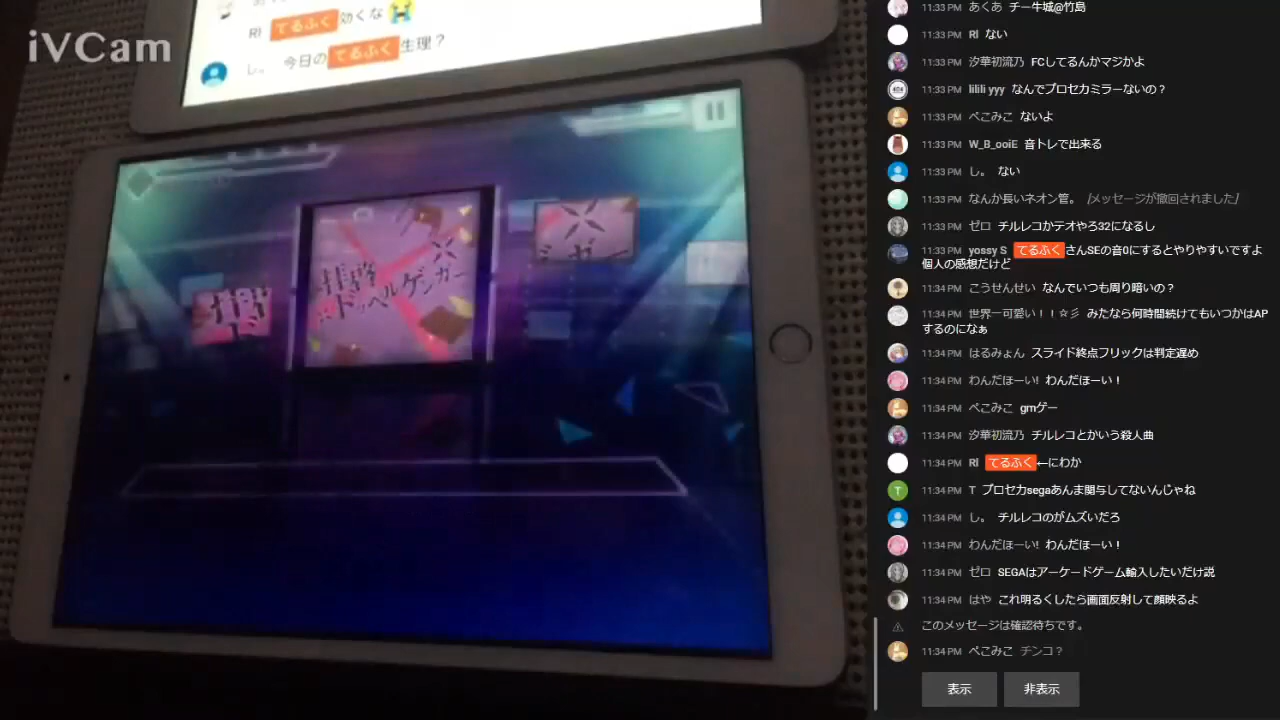 iVCam
RI てるふく効くな😭
し。 今日のてるふく生理？
ドッペルゲンガー
11:33 PM あくあ チー牛城@竹島
11:33 PM RI ない
11:33 PM 汐華初流乃 FCしてるんかマジかよ
11:33 PM lilili yyy なんでプロセカミラーないの？
11:33 PM ぺこみこ ないよ
11:33 PM W_B_ooiE 音トレで出来る
11:33 PM し。 ない
11:33 PM なんか長いネオン管。 [メッセージが撤回されました]
11:33 PM ゼロ チルレコかテオやろ32になるし
11:33 PM yossy S てるふくさんSEの音0にするとやりやすいですよ
個人の感想だけど
11:34 PM こうせんせい なんでいつも周り暗いの？
11:34 PM 世界一可愛い！！☆彡 みたなら何時間続けてもいつかはAP
するのになぁ
11:34 PM はるみょん スライド終点フリックは判定遅め
11:34 PM わんだほーい! わんだほーい！
11:34 PM ぺこみこ gmゲー
11:34 PM 汐華初流乃 チルレコとかいう殺人曲
11:34 PM RI てるふく←にわか
T 11:34 PM T プロセカsegaあんま関与してないんじゃね
11:34 PM し。 チルレコのがムズいだろ
11:34 PM わんだほーい! わんだほーい！
11:34 PM ゼロ SEGAはアーケードゲーム輸入したいだけ説
11:34 PM はや これ明るくしたら画面反射して顔映るよ
このメッセージは確認待ちです。
11:34 PM ぺこみこ チンコ？
表示 非表示